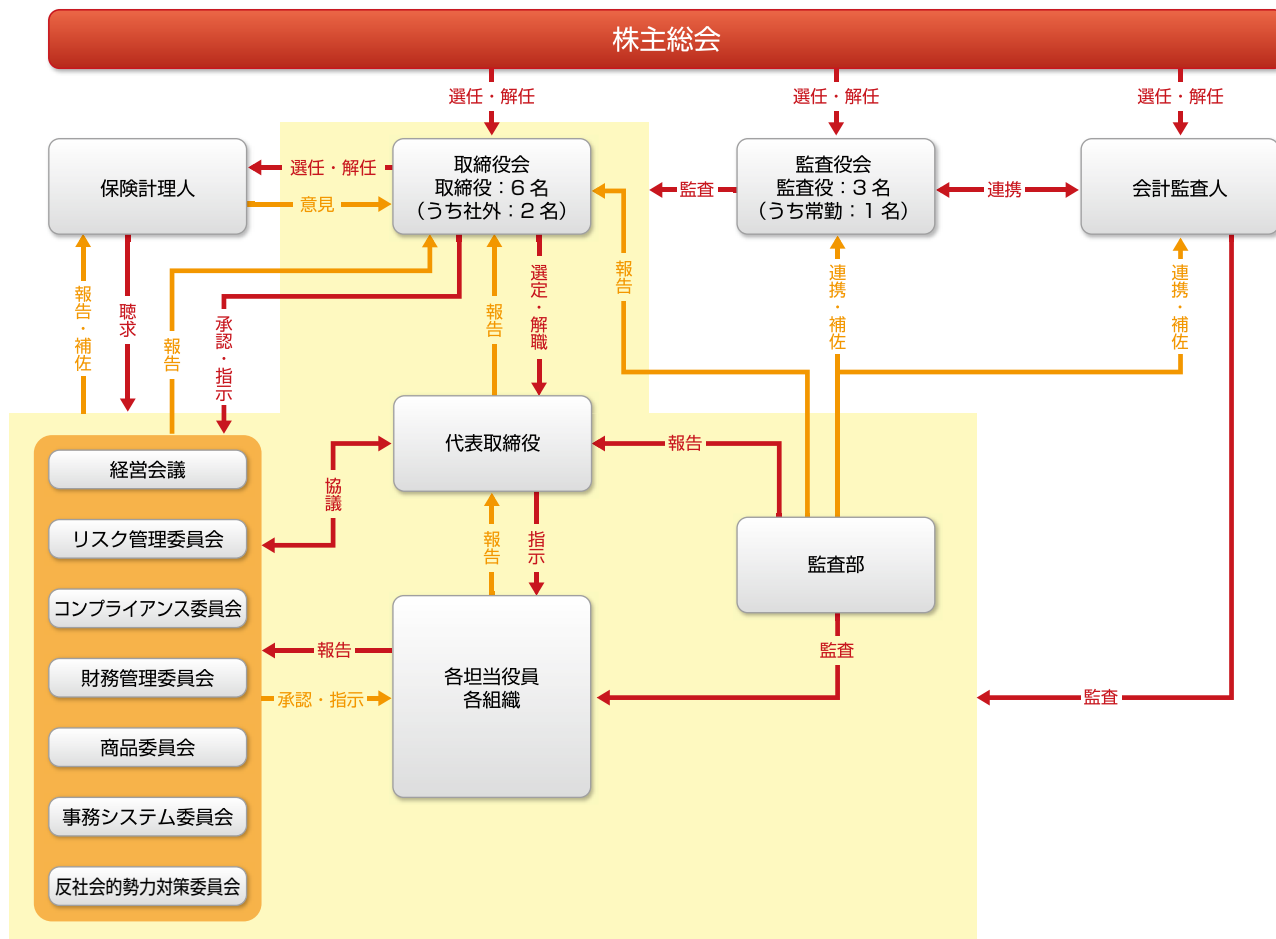 株主総会
選任・解任
選任・解任
選任・解任
保険計理人
選任・解任
意見
取締役会
取締役：6名
（うち社外：2名）
監査
監査役会
監査役：3名
（うち常勤：1名）
連携
会計監査人
報告・補佐
聴求
報告
承認・指示
報告
選定・解職
報告
連携・補佐
連携・補佐
代表取締役
報告
協議
報告
指示
監査部
経営会議
リスク管理委員会
コンプライアンス委員会
財務管理委員会
商品委員会
事務システム委員会
反社会的勢力対策委員会
報告
承認・指示
各担当役員
各組織
監査
監査